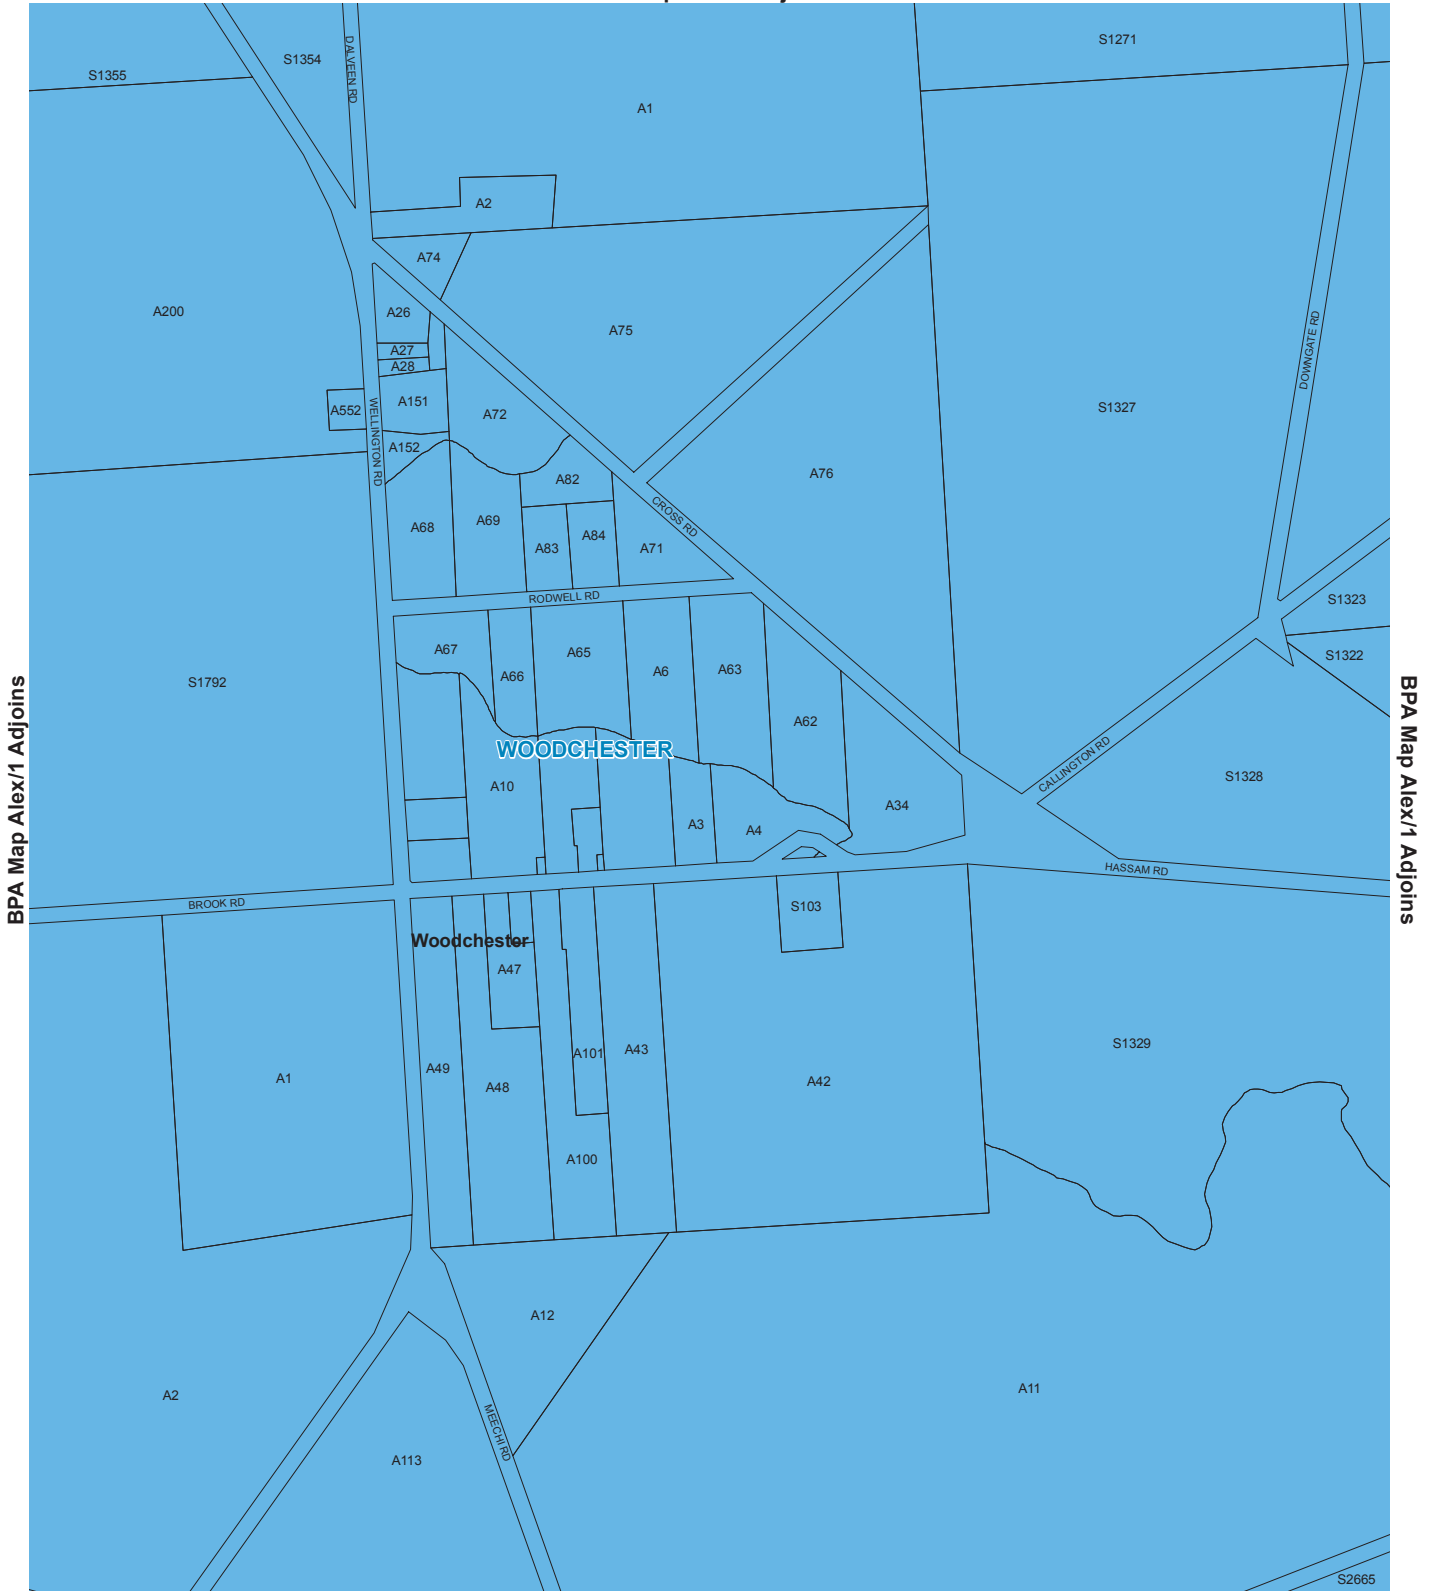 S1271
S1354
DALVEEN RD
S1355
A1
A2
A74
A200
A26
A75
A27
A28
DOWNGATE RD
A552
A151
A72
S1327
WELLINGTON RD
A152
A82
A76
CROSS RD
A68
A69
A83
A84
A71
RODWELL RD
S1323
A67
A66
A65
A6
A63
S1322
S1792
A62
BPA Map Alex/1 Adjoins
BPA Map Alex/1 Adjoins
WOODCHESTER
CALLINGTON RD
S1328
A10
A3
A4
A34
HASSAM RD
BROOK RD
S103
Woodchester
A47
S1329
A1
A49
A48
A101
A43
A42
A100
A12
A2
A11
MEECHI RD
A113
S2665